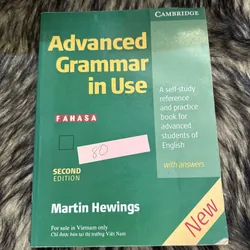 CAMBRIDGE
Advanced
Grammar
in Use
FAHASA
A self-study
reference
and practice
book for
advanced
students of
English
80
with answers
SECOND
EDITION
Martin Hewings
New
For sale in Vietnam only
Chỉ được bán tại thị trường Việt Nam